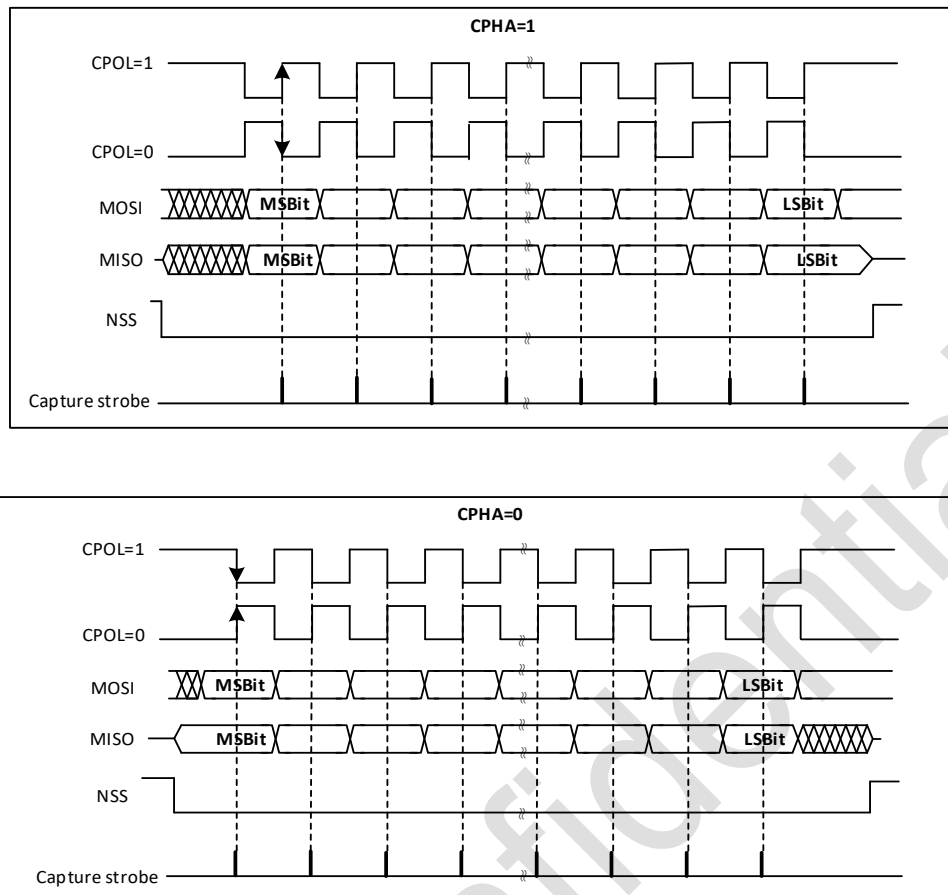 CPHA=1
CPOL=1
CPOL=0
MOSI MSBit LSBit
MISO MSBit LSBit
NSS
Capture strobe
CPHA=0
CPOL=1
CPOL=0
MOSI MSBit LSBit
MISO MSBit LSBit
NSS
Capture strobe